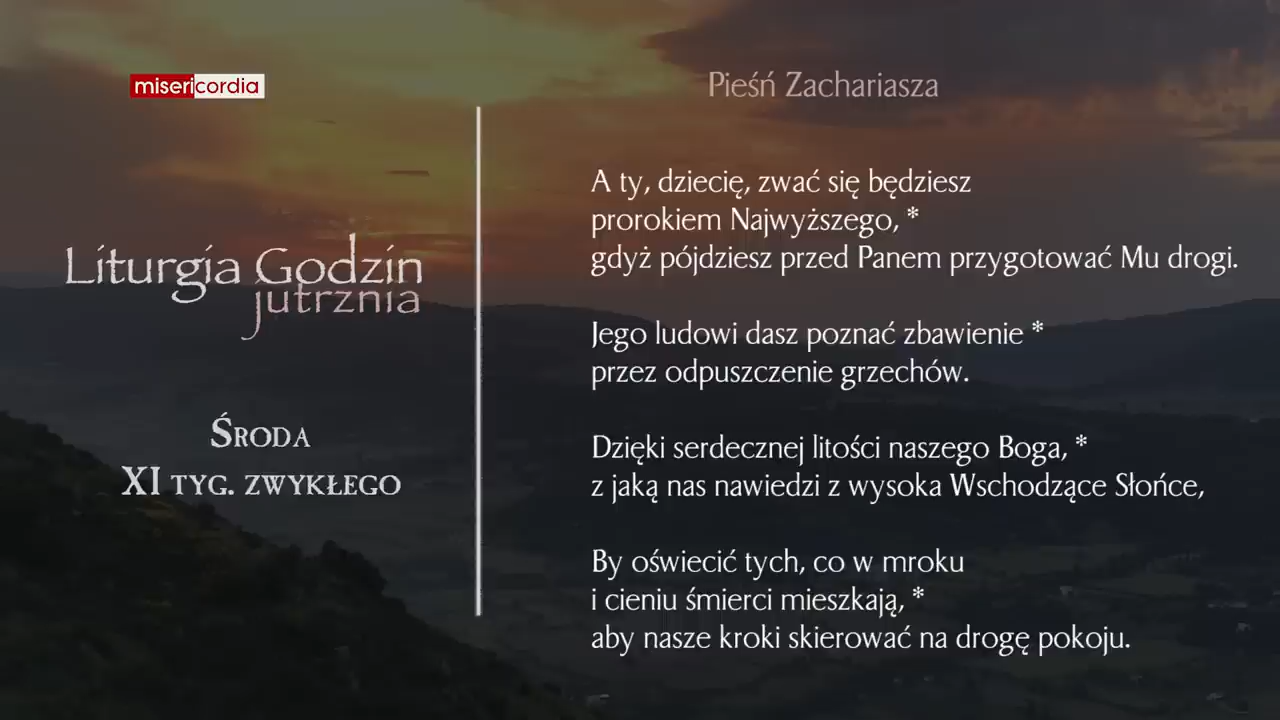 misericordia
Liturgia Godzin
jutrznia
Środa
XI tyg. zwykłego
Pieśń Zachariasza
A ty, dziecię, zwać się będziesz
prorokiem Najwyższego, *
gdyż pójdziesz przed Panem przygotować Mu drogi.
Jego ludowi dasz poznać zbawienie *
przez odpuszczenie grzechów.
Dzięki serdecznej litości naszego Boga, *
z jaką nas nawiedzi z wysoka Wschodzące Słońce,
By oświecić tych, co w mroku
i cieniu śmierci mieszkają, *
aby nasze kroki skierować na drogę pokoju.